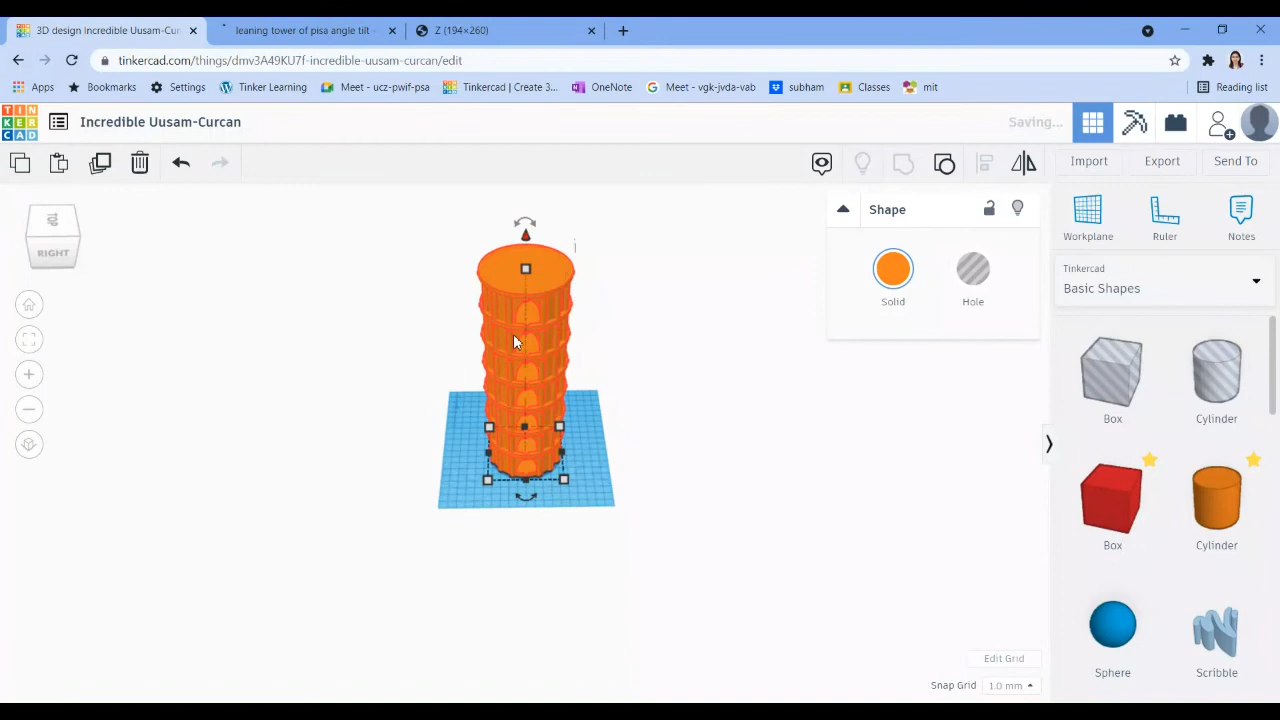 3D design Incredible Uusam-Cur
leaning tower of pisa angle tilt -
Z (194×260)
tinkercad.com/things/dmv3A49KU7f-incredible-uusam-curcan/edit
Apps
Bookmarks
Setting
Tinker Learning
Meet - ucz-pwif-psa
Tinkercad | Create 3...
OneNote
Meet - vgk-jyda-vab
subham
Classes
mit
Reading list
TIN
KER
CAD
Incredible Uusam-Curcan
Saving...
Import
Export
Send To
TOP
RIGHT
Shape
Solid
Hole
Workplane
Ruler
Notes
Tinkercad
Basic Shapes
Box
Cylinder
Box
Cylinder
Sphere
Scribble
Edit Grid
Snap Grid
1.0 mm